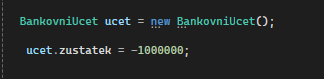 BankovniUcet ucet = new BankovniUcet();
ucet.zustatek = -1000000;